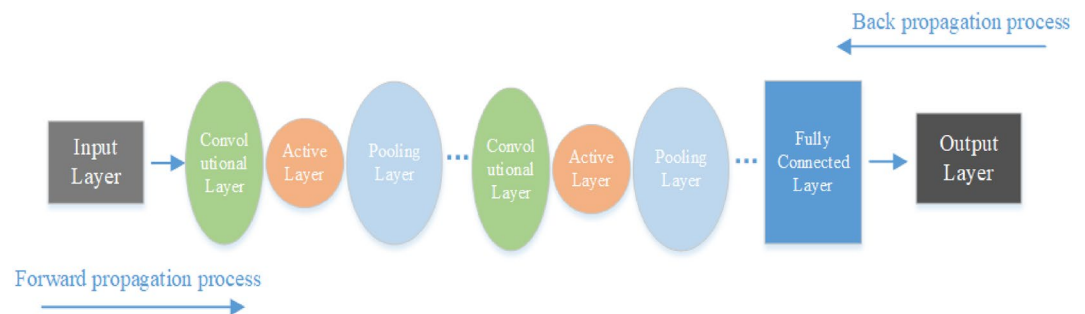 Back propagation process
Input
Layer
Convol
utional
Layer
Active
Layer
Pooling
Layer
...
Convol
utional
Layer
Active
Layer
Pooling
Layer
...
Fully
Connected
Layer
Output
Layer
Forward propagation process